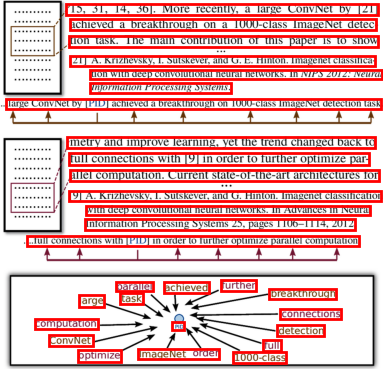 15, 31, 14, 36]. More recently, a large ConvNet by [21]
achieved a breakthrough on a 1000-class ImageNet detec-
tion task. The main contribution of this paper is to show
...
21] A. Krizhevsky, I. Sutskever, and G. E. Hinton. Imagenet classifica-
tion with deep convolutional neural networks. In NIPS 2012: Neural
Information Processing Systems.
...large ConvNet by [PID] achieved a breakthrough on 1000-class ImageNet detection task
metry and improve learning, yet the trend changed back to
full connections with [9] in order to further optimize par-
allel computation. Current state-of-the-art architectures for
...
9] A. Krizhevsky, I. Sutskever, and G. Hinton. Imagenet classification
with deep convolutional neural networks. In Advances in Neural
Information Processing Systems 25, pages 1106–1114, 2012
...full connections with [PID] in order to further optimize parallel computation
parallel achieved further
large task breakthrough
computation PID connections
ConvNet detection
optimize ImageNet order full
1000-class